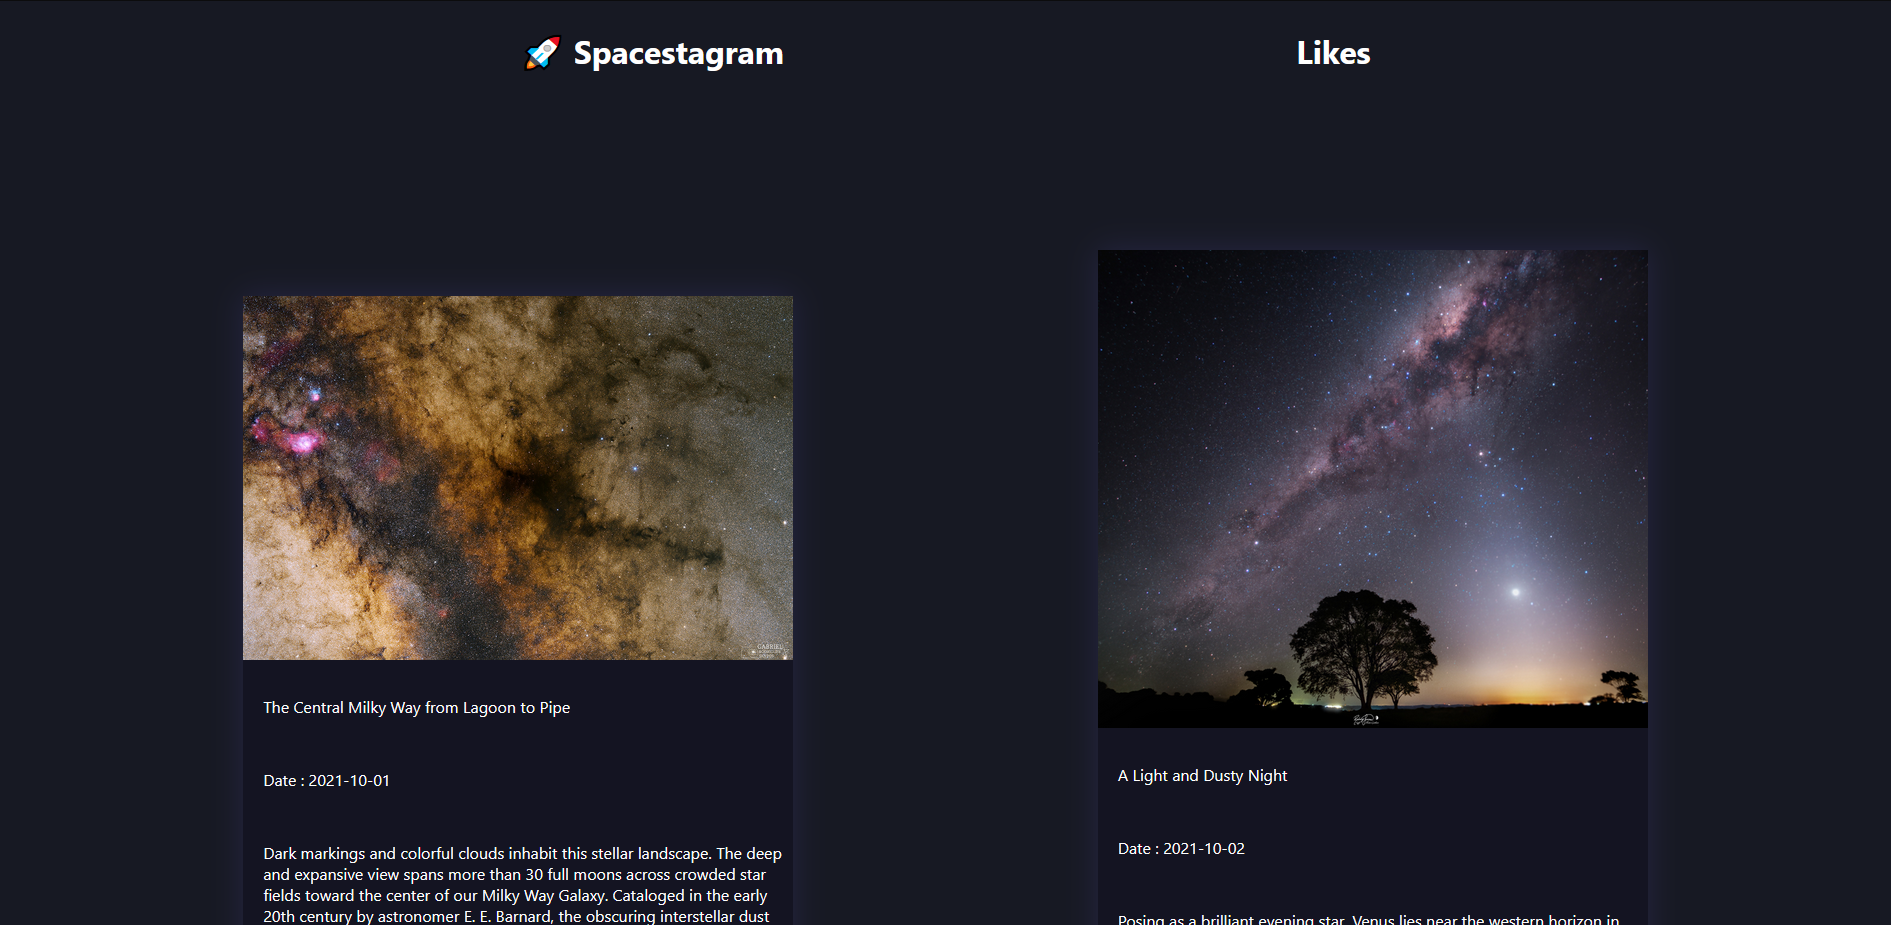 🚀 Spacestagram
Likes
The Central Milky Way from Lagoon to Pipe
Date : 2021-10-01
Dark markings and colorful clouds inhabit this stellar landscape. The deep
and expansive view spans more than 30 full moons across crowded star
fields toward the center of our Milky Way Galaxy. Cataloged in the early
20th century by astronomer E. E. Barnard, the obscuring interstellar dust
A Light and Dusty Night
Date : 2021-10-02
Posing as a brilliant evening star, Venus lies near the western horizon in